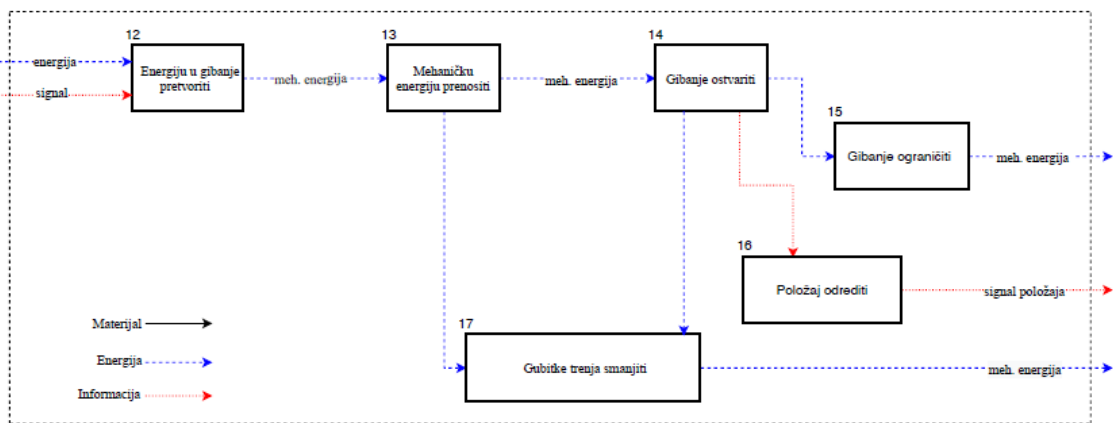 12
13
14
energija
signal
Energiju u gibanje
pretvoriti
meh. energija
Mehaničku
energiju prenositi
meh. energija
Gibanje ostvariti
15
Gibanje ograničiti
meh. energija
16
Položaj odrediti
signal položaja
17
Gubitke trenja smanjiti
meh. energija
Materijal
Energija
Informacija